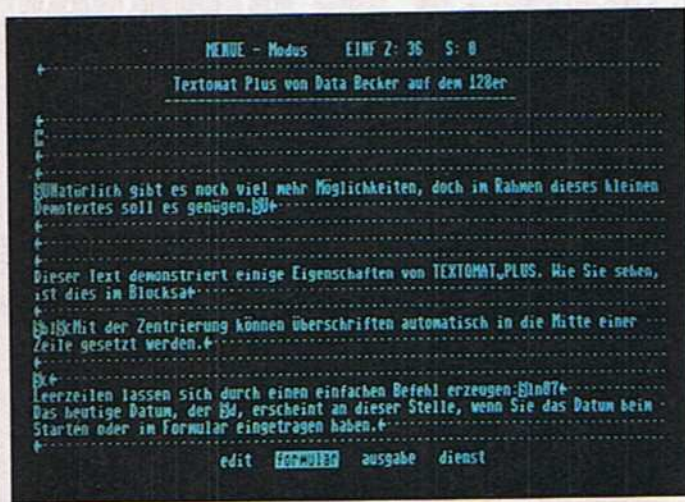 MENUE - Modus EINF Z: 36 S: 0
Textomat Plus von Data Becker auf dem 128er
C
Natürlich gibt es noch viel mehr Möglichkeiten, doch im Rahmen dieses kleinen
Demotextes soll es genügen.
Dieser Text demonstriert einige Eigenschaften von TEXTOMAT PLUS. Wie Sie sehen,
ist dies im Blocksat
Mit der Zentrierung können Überschriften automatisch in die Mitte einer
Zeile gesetzt werden.
Leerzeilen lassen sich durch einen einfachen Befehl erzeugen: ln07
Das heutige Datum, der d, erscheint an dieser Stelle, wenn Sie das Datum beim
Starten oder im Formular eingetragen haben.
edit formular ausgabe dienst